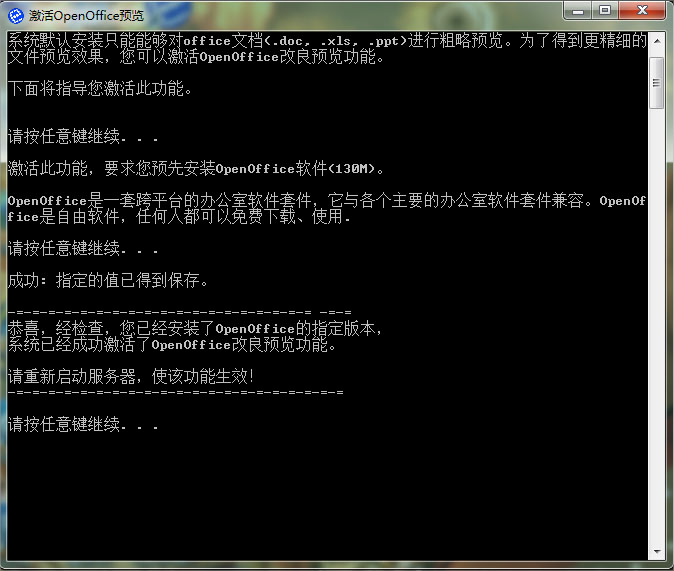 激活OpenOffice预览
系统默认安装只能能够对office文档(.doc, .xls, .ppt)进行粗略预览。为了得到更精细的
文件预览效果，您可以激活OpenOffice改良预览功能。
下面将指导您激活此功能。
请按任意键继续. . .
激活此功能，要求您预先安装OpenOffice软件(130M)。
OpenOffice是一套跨平台的办公室软件套件，它与各个主要的办公室软件套件兼容。OpenOf
fice是自由软件，任何人都可以免费下载、使用.
请按任意键继续. . .
成功: 指定的值已得到保存。
-=-=-=-=-=-=-=-=-=-=-=-=-=-=-=-=-=-=-= -=-=
恭喜，经检查，您已经安装了OpenOffice的指定版本，
系统已经成功激活了OpenOffice改良预览功能。
请重新启动服务器，使该功能生效!
-=-=-=-=-=-=-=-=-=-=-=-=-=-=-=-=-=-=-=-=-=
请按任意键继续. . .